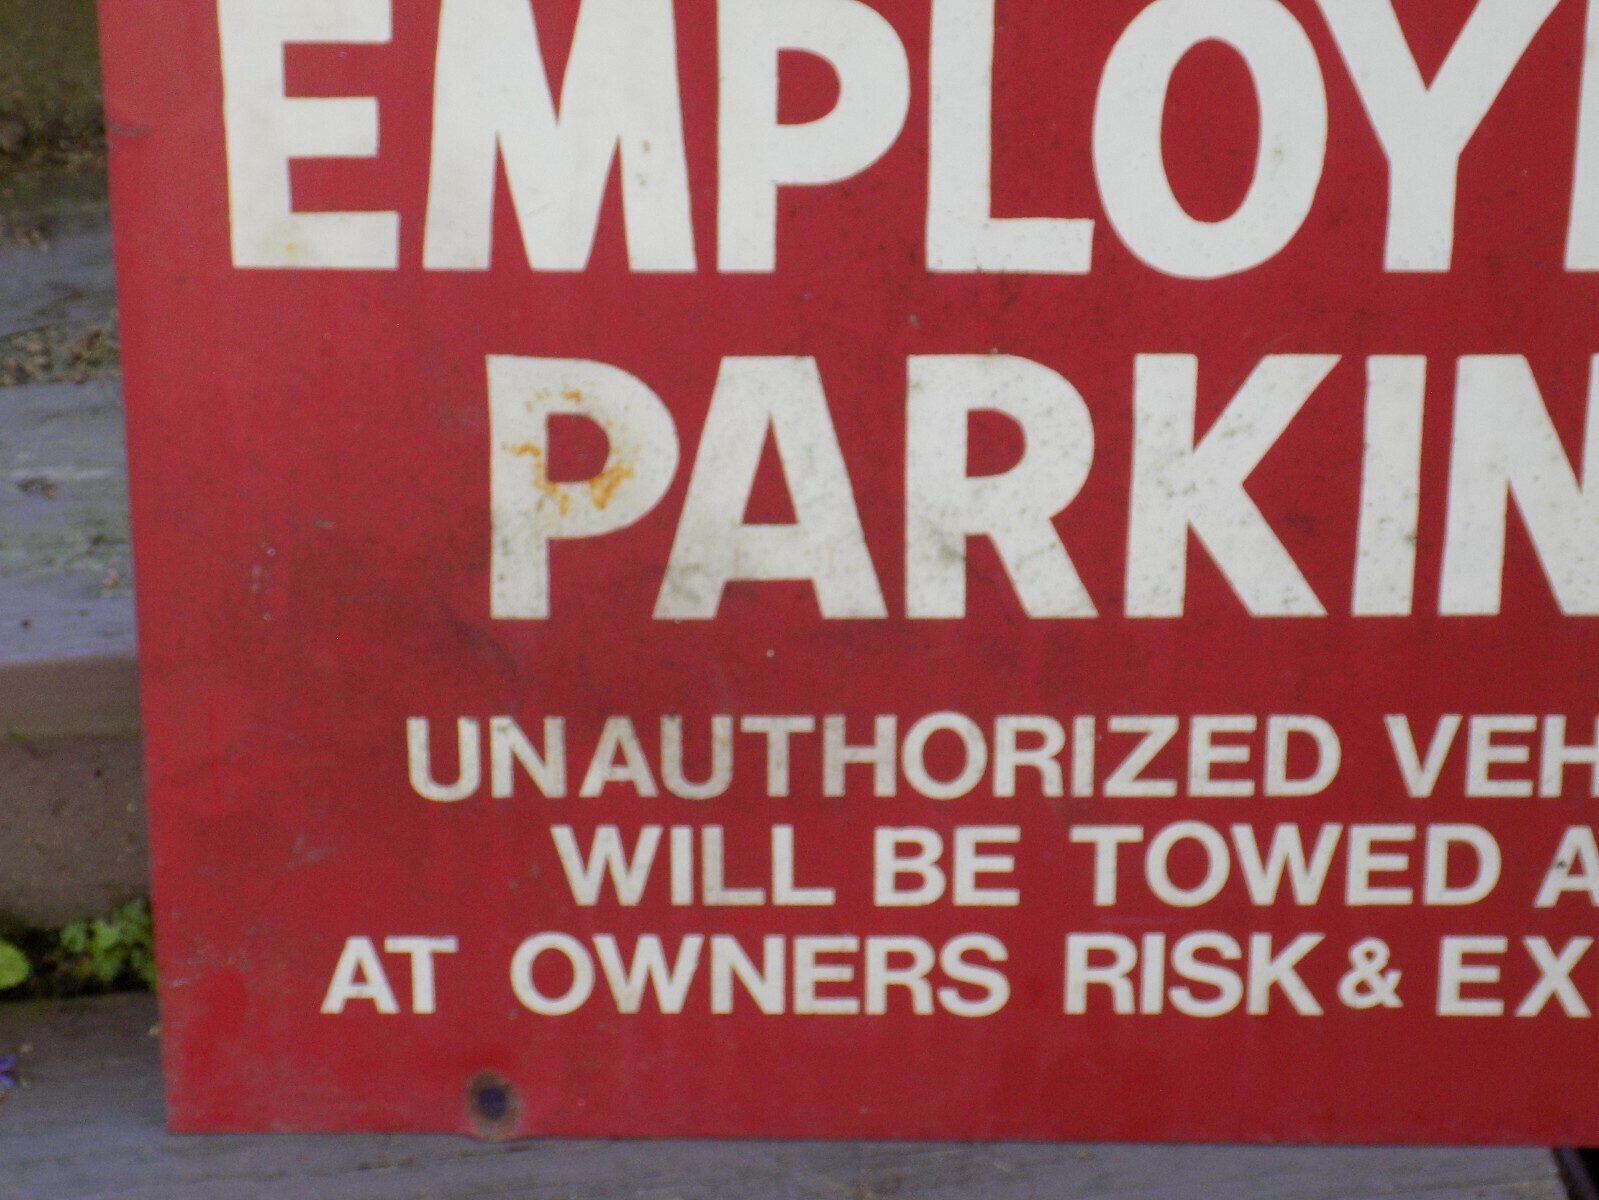 EMPLOY
PARKIN
UNAUTHORIZED VEH
WILL BE TOWED A
AT OWNERS RISK & EX